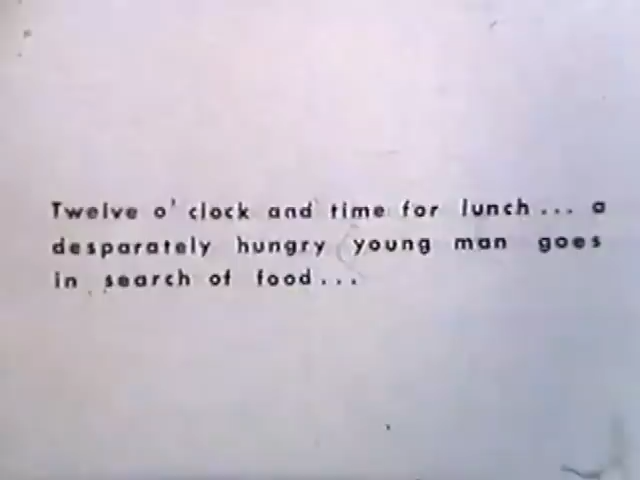 Twelve o' clock and time for lunch... a
desparately hungry young man goes
in search of food...